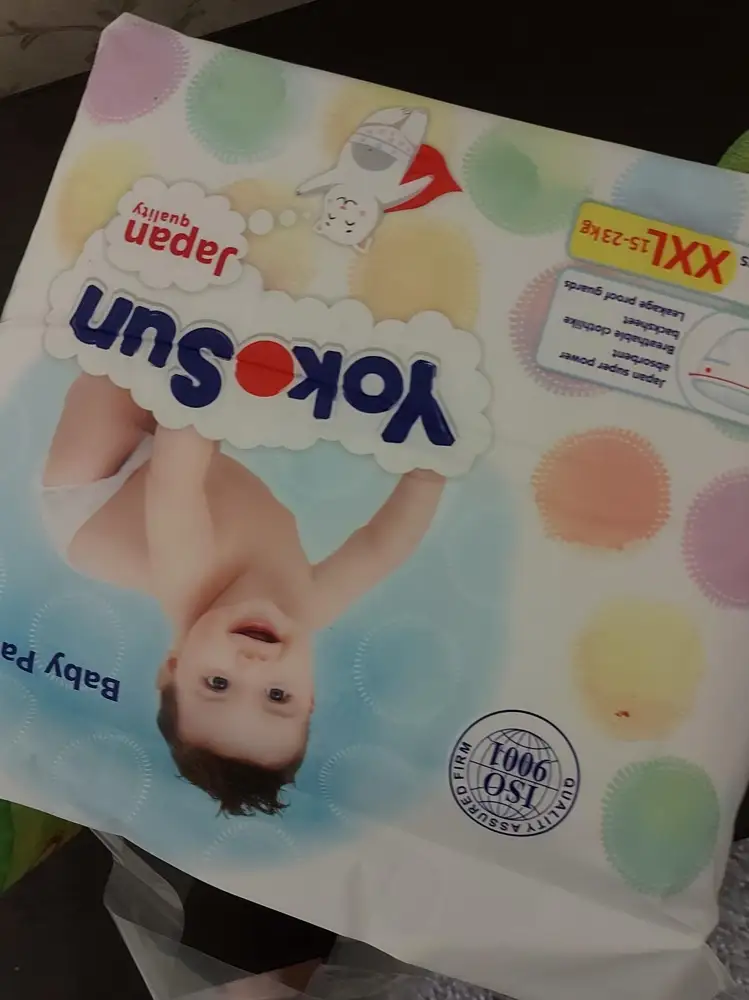 Japan
quality
YokoSun
XXL 15-23 kg
Japan super power
absorbent
Breathable clothlike
backsheet
Leakage proof guards
Baby Pa
ISO
9001
QUALITY ASSURED FIRM